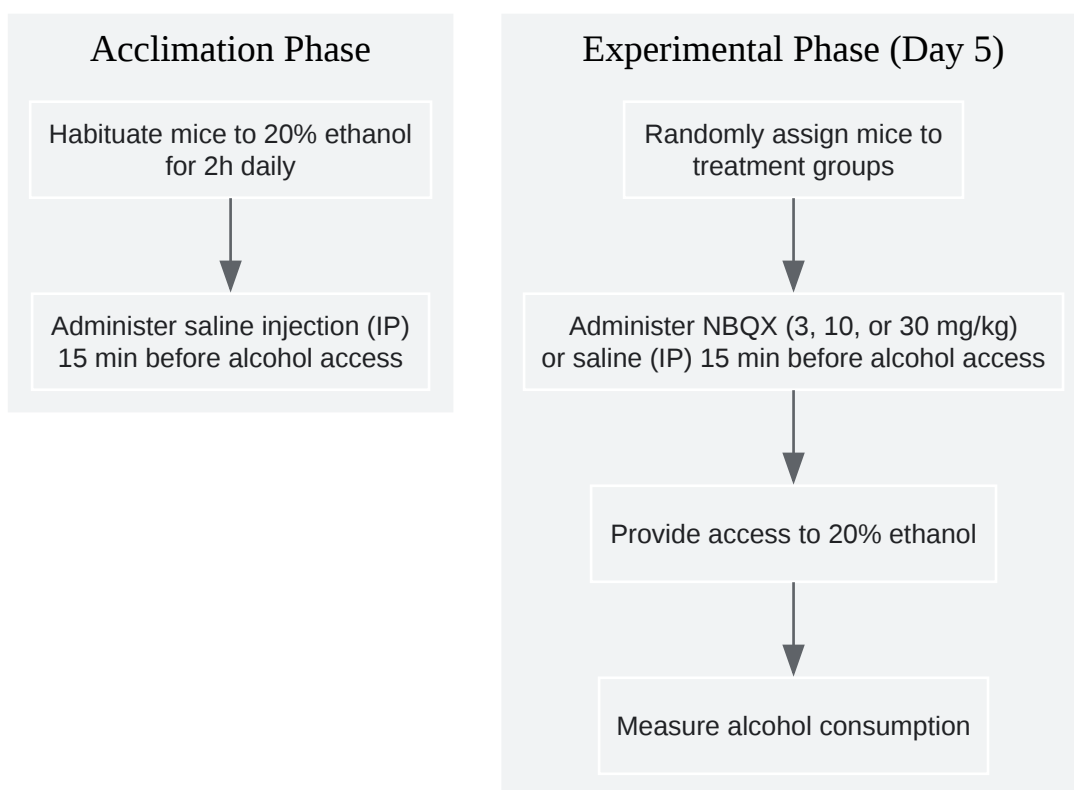 Acclimation Phase
Habituate mice to 20% ethanol
for 2h daily
Administer saline injection (IP)
15 min before alcohol access
Experimental Phase (Day 5)
Randomly assign mice to
treatment groups
Administer NBQX (3, 10, or 30 mg/kg)
or saline (IP) 15 min before alcohol access
Provide access to 20% ethanol
Measure alcohol consumption